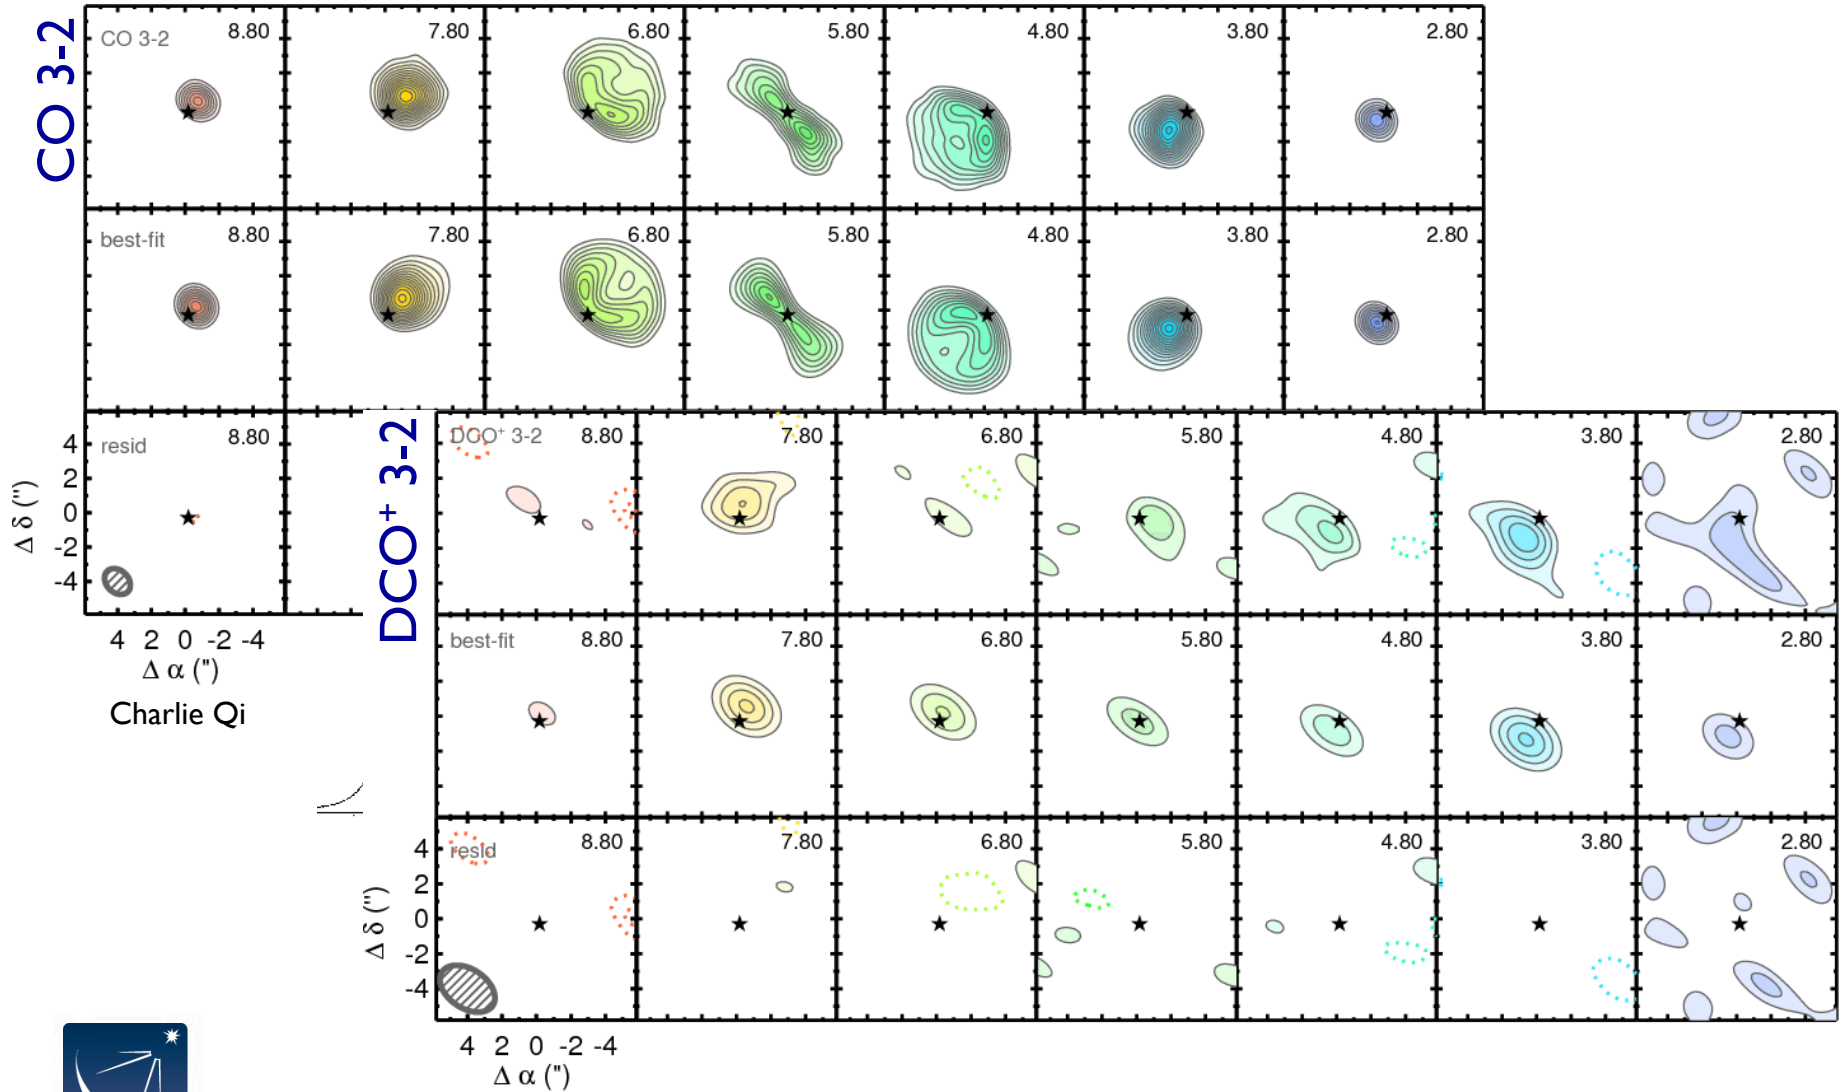 CO 3-2
CO 3-2 8.80 7.80 6.80 5.80 4.80 3.80 2.80
best-fit 8.80 7.80 6.80 5.80 4.80 3.80 2.80
resid 8.80
4
2
0
-2
-4
Δ δ (")
4 2 0 -2 -4
Δ α (")
Charlie Qi
DCO⁺ 3-2
DCO⁺ 3-2 8.80 7.80 6.80 5.80 4.80 3.80 2.80
best-fit 8.80 7.80 6.80 5.80 4.80 3.80 2.80
resid 8.80 7.80 6.80 5.80 4.80 3.80 2.80
4
2
0
-2
-4
Δ δ (")
4 2 0 -2 -4
Δ α (")